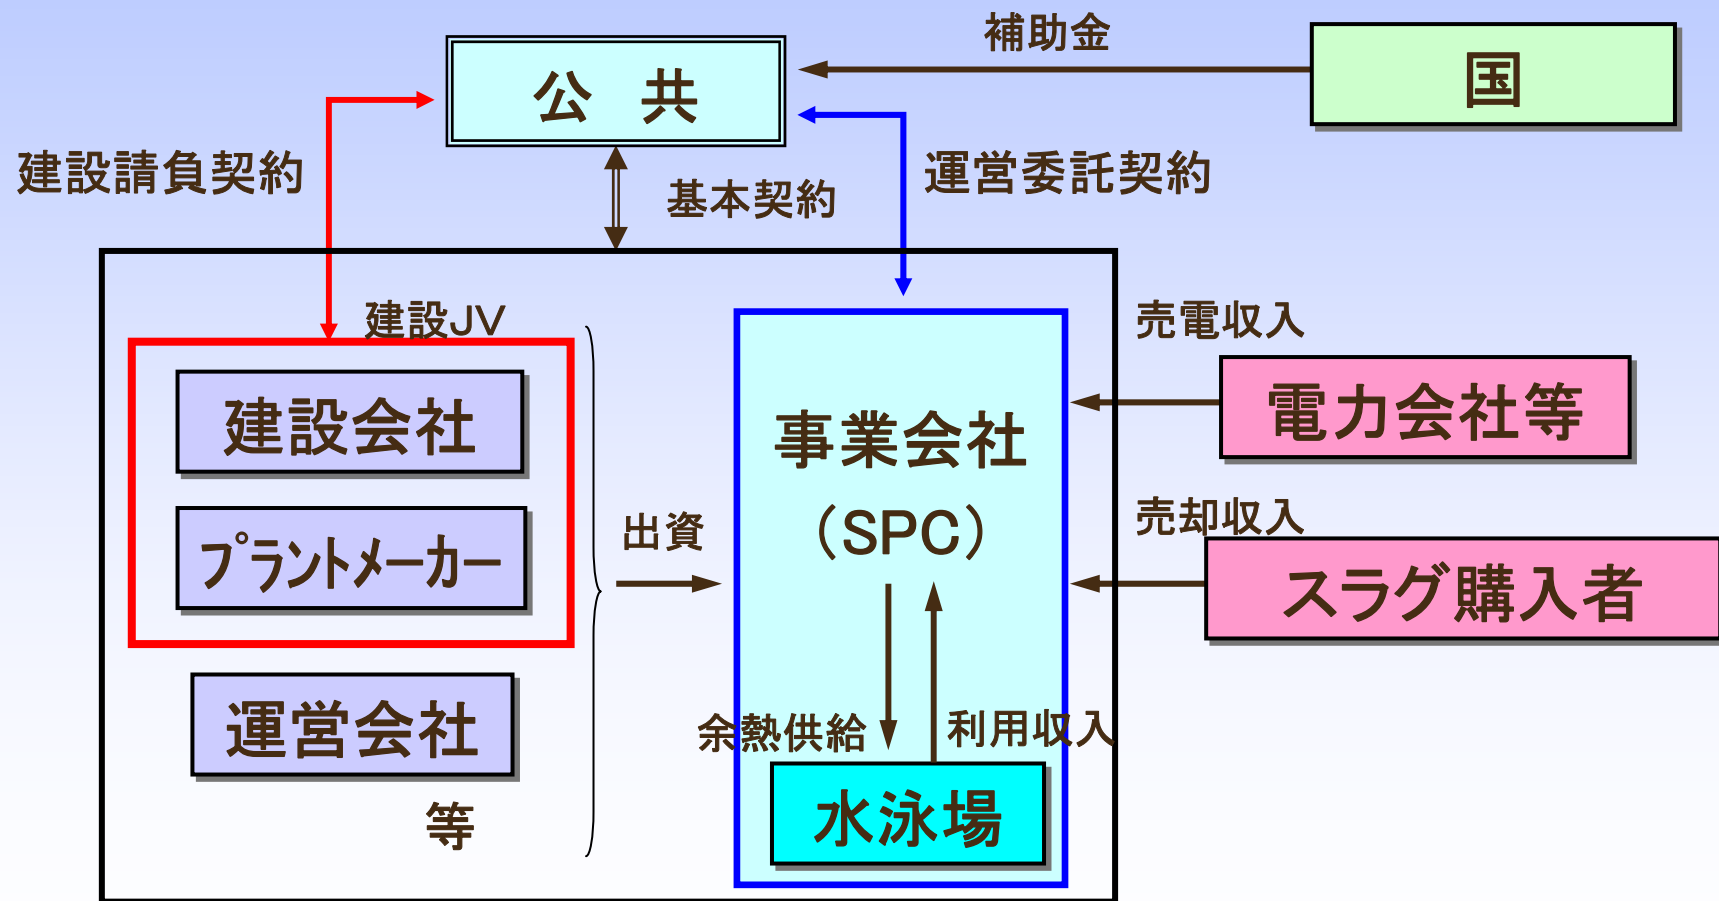 補助金
公　共
国
建設請負契約
基本契約
運営委託契約
建設JV
売電収入
建設会社
事業会社
（SPC）
電力会社等
プラントメーカー
出資
売却収入
スラグ購入者
運営会社
余熱供給
利用収入
等
水泳場